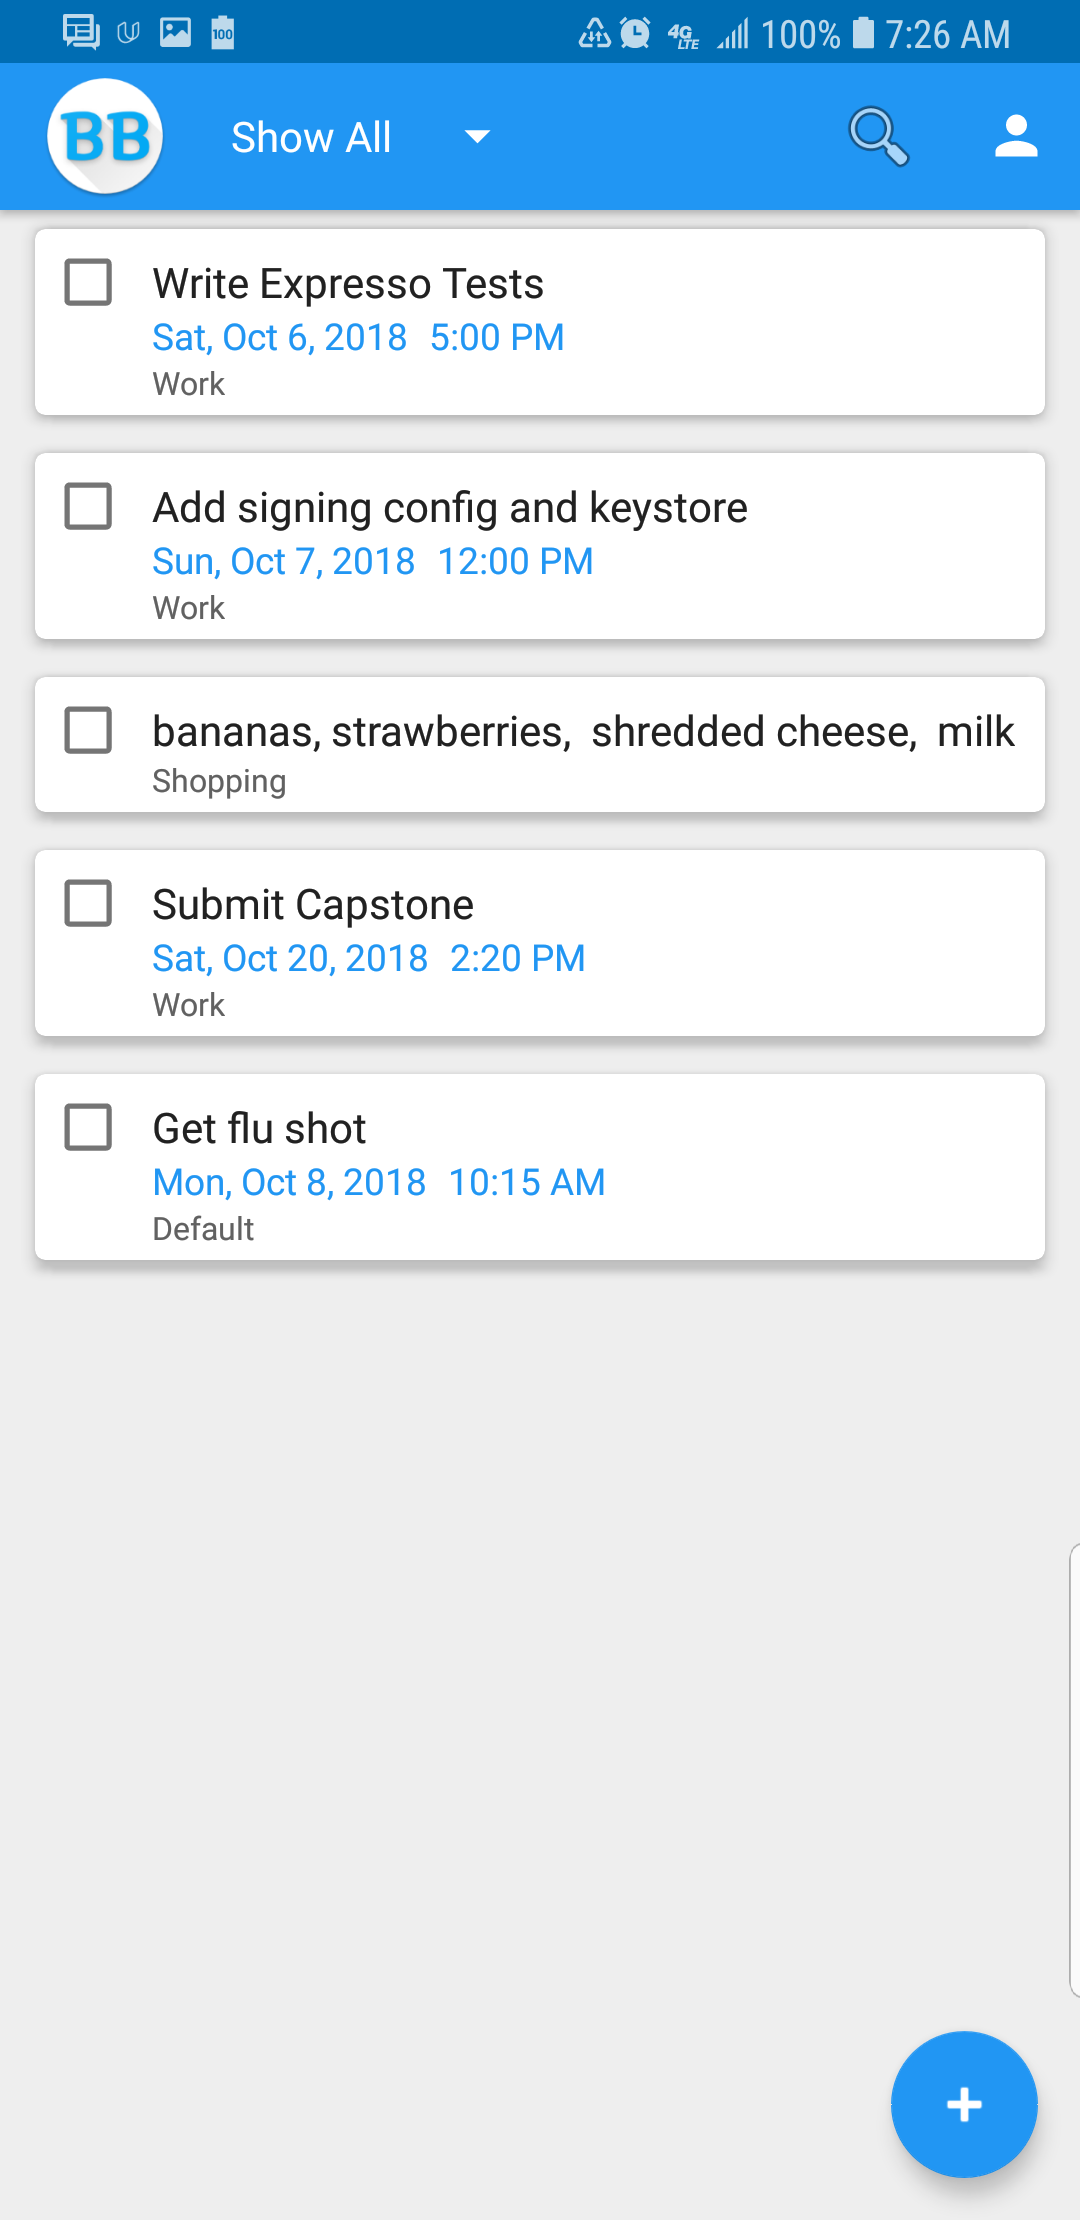 100 4G LTE 100% 7:26 AM
BB Show All
Write Expresso Tests
Sat, Oct 6, 2018 5:00 PM
Work
Add signing config and keystore
Sun, Oct 7, 2018 12:00 PM
Work
bananas, strawberries, shredded cheese, milk
Shopping
Submit Capstone
Sat, Oct 20, 2018 2:20 PM
Work
Get flu shot
Mon, Oct 8, 2018 10:15 AM
Default